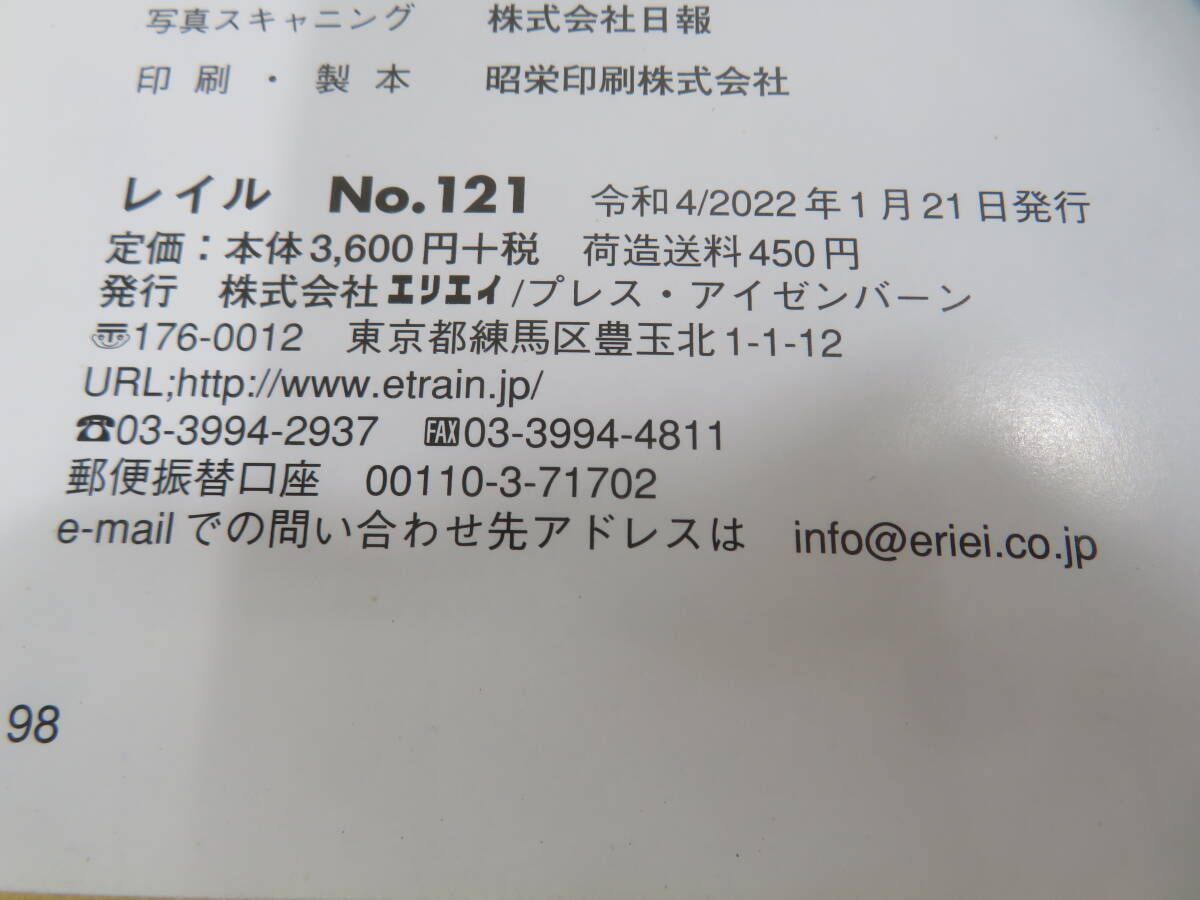 写真スキャニング　株式会社日報
印刷・製本　昭栄印刷株式会社
レイル　No.121　令和4/2022年1月21日発行
定価：本体3,600円＋税　荷造送料450円
発行　株式会社エリエイ/プレス・アイゼンバーン
〠176-0012　東京都練馬区豊玉北1-1-12
URL;http://www.etrain.jp/
☎03-3994-2937　FAX03-3994-4811
郵便振替口座　00110-3-71702
e-mailでの問い合わせ先アドレスは　info@eriei.co.jp
98